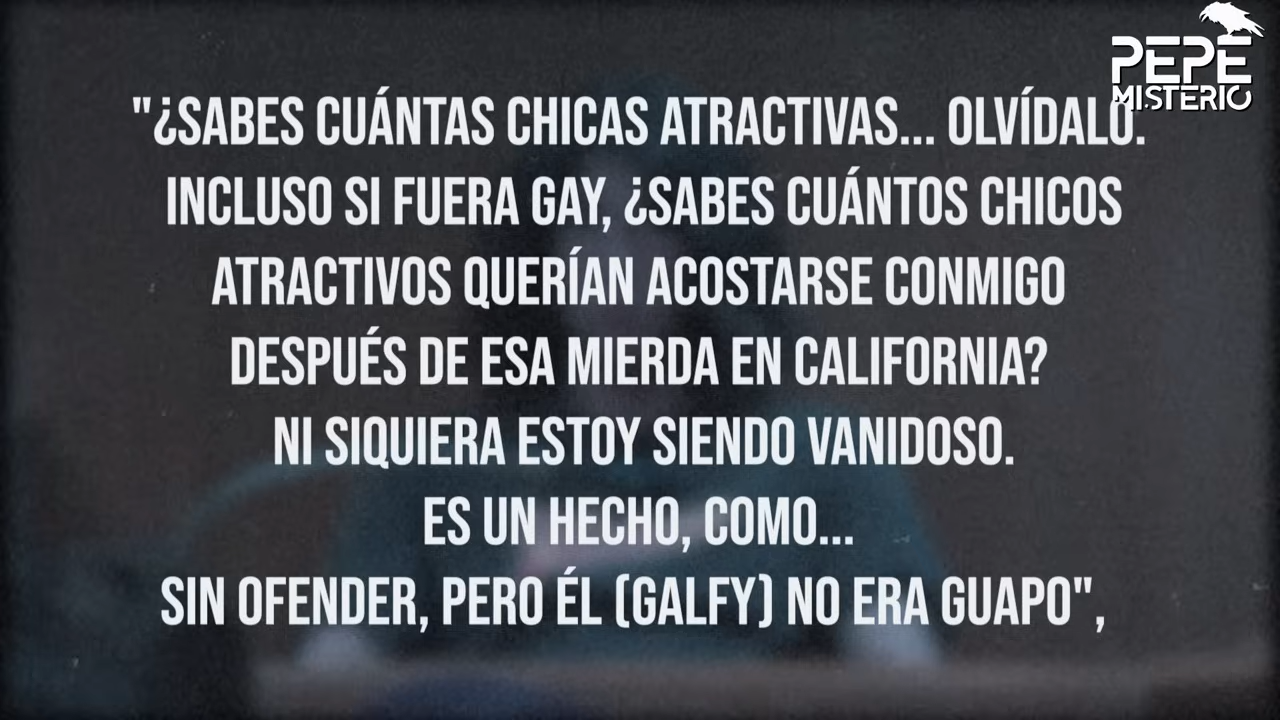 PEPE
MISTERIO
"¿SABES CUÁNTAS CHICAS ATRACTIVAS... OLVÍDALO.
INCLUSO SI FUERA GAY, ¿SABES CUÁNTOS CHICOS
ATRACTIVOS QUERÍAN ACOSTARSE CONMIGO
DESPUÉS DE ESA MIERDA EN CALIFORNIA?
NI SIQUIERA ESTOY SIENDO VANIDOSO.
ES UN HECHO, COMO...
SIN OFENDER, PERO ÉL (GALFY) NO ERA GUAPO",